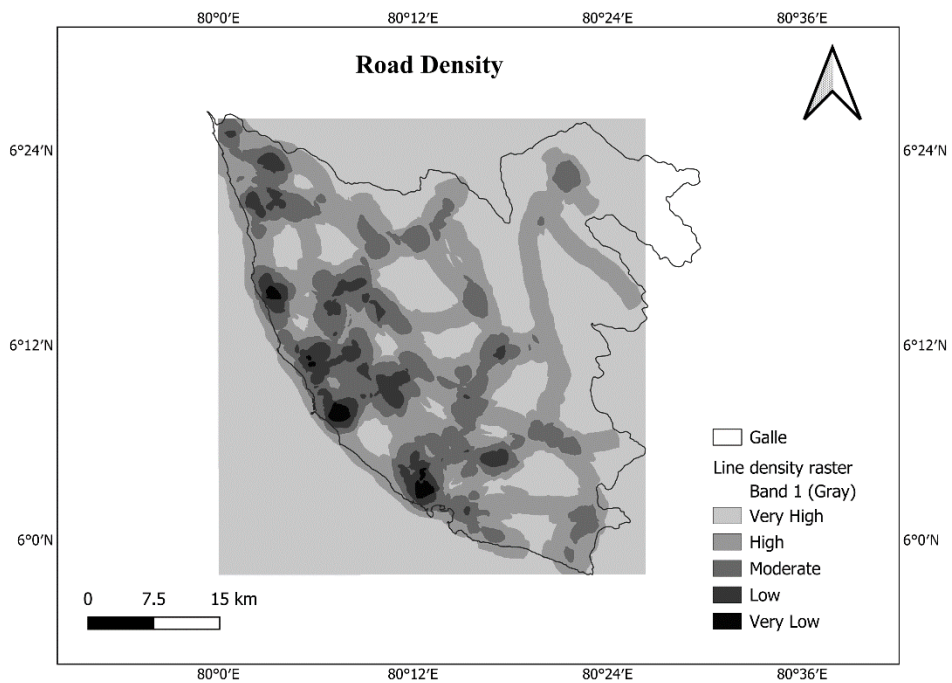 80°0′E 80°12′E 80°24′E 80°36′E
Road Density
6°24′N 6°24′N
6°12′N 6°12′N
Galle
Line density raster
Band 1 (Gray)
Very High
6°0′N High 6°0′N
Moderate
0 7.5 15 km Low
Very Low
80°0′E 80°12′E 80°24′E 80°36′E